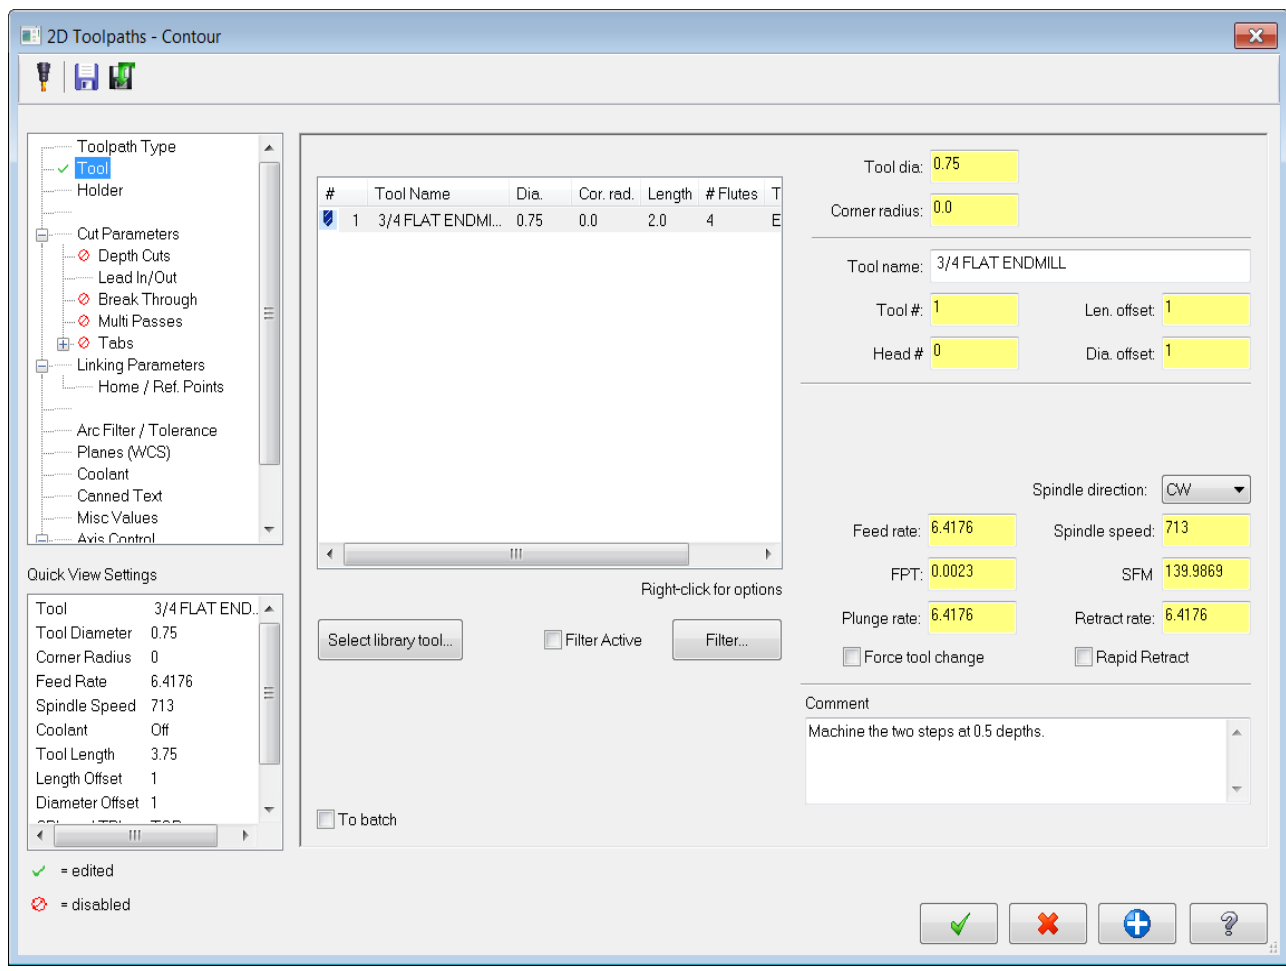 2D Toolpaths - Contour
Toolpath Type
Tool
Holder
Cut Parameters
Depth Cuts
Lead In/Out
Break Through
Multi Passes
Tabs
Linking Parameters
Home / Ref. Points
Arc Filter / Tolerance
Planes (WCS)
Coolant
Canned Text
Misc Values
Axis Control
Quick View Settings
Tool 3/4 FLAT END...
Tool Diameter 0.75
Corner Radius 0
Feed Rate 6.4176
Spindle Speed 713
Coolant Off
Tool Length 3.75
Length Offset 1
Diameter Offset 1
= edited
= disabled
# Tool Name Dia. Cor. rad. Length # Flutes T
1 3/4 FLAT ENDMI... 0.75 0.0 2.0 4 E
Right-click for options
Select library tool... Filter Active Filter...
To batch
Tool dia: 0.75
Corner radius: 0.0
Tool name: 3/4 FLAT ENDMILL
Tool #: 1 Len. offset: 1
Head # 0 Dia. offset: 1
Spindle direction: CW
Feed rate: 6.4176 Spindle speed: 713
FPT: 0.0023 SFM 139.9869
Plunge rate: 6.4176 Retract rate: 6.4176
Force tool change Rapid Retract
Comment
Machine the two steps at 0.5 depths.